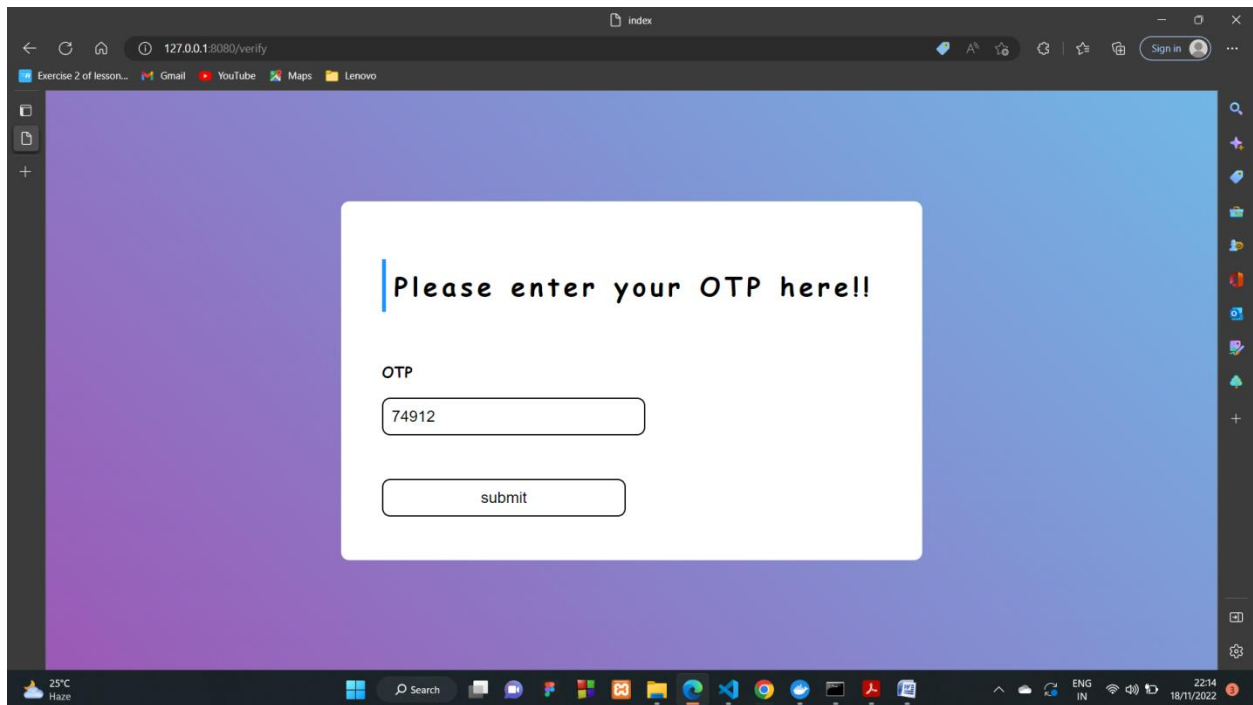 index
127.0.0.1:8080/verify
Sign in
Exercise 2 of lesson... Gmail YouTube Maps Lenovo
Please enter your OTP here!!
OTP
74912
submit
25°C
Haze
Search
ENG
IN
22:14
18/11/2022
3